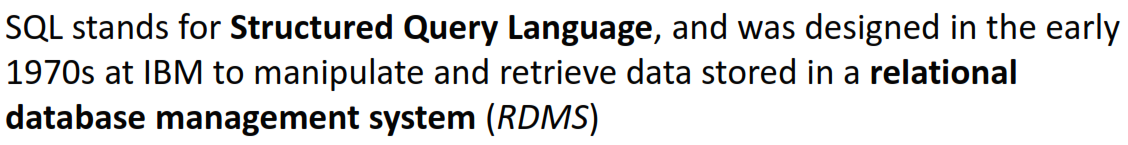 SQL stands for Structured Query Language, and was designed in the early
1970s at IBM to manipulate and retrieve data stored in a relational
database management system (RDMS)